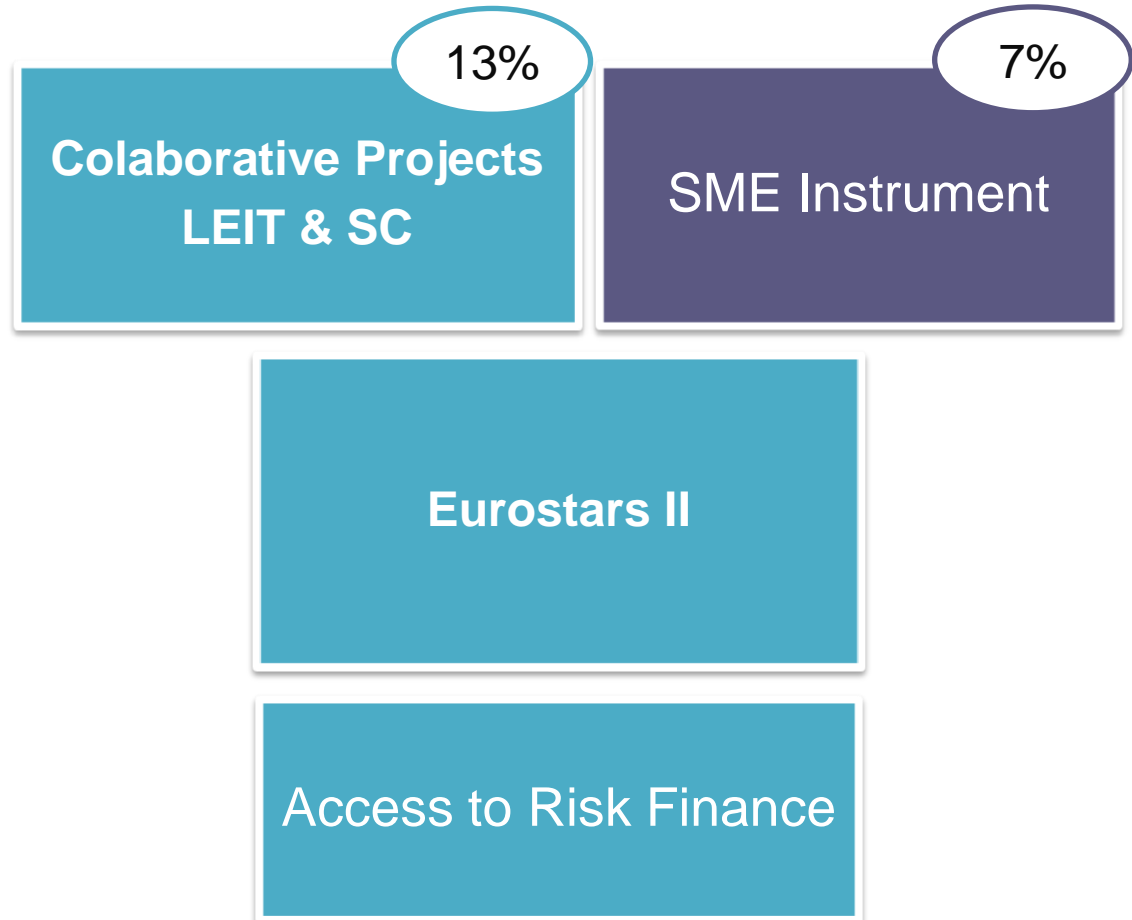 13%
7%
Colaborative Projects
LEIT & SC
SME Instrument
Eurostars II
Access to Risk Finance